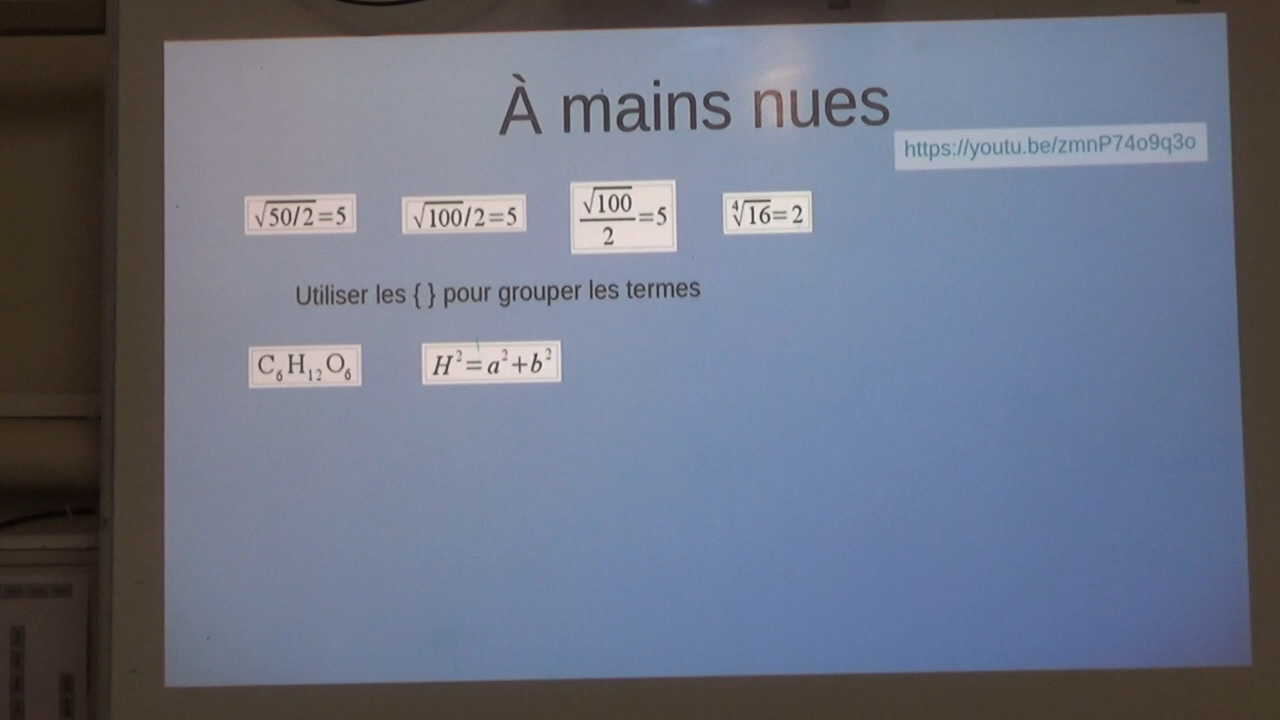 À mains nues
https://youtu.be/zmnP74o9q3o
√50/2=5
√100/2=5
√100/2=5
⁴√16=2
Utiliser les { } pour grouper les termes
C₆H₁₂O₆
H²=a²+b²